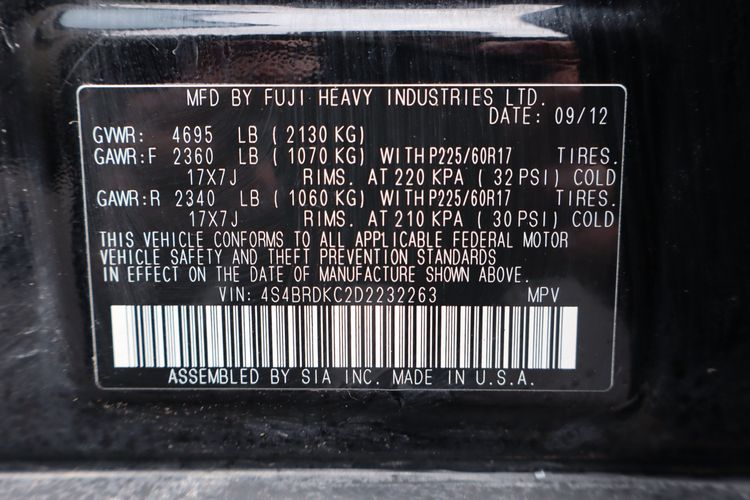 MFD BY FUJI HEAVY INDUSTRIES LTD.
DATE: 09/12
GVWR: 4695 LB (2130 KG)
GAWR:F 2360 LB (1070 KG) WITH P225/60R17 TIRES.
17X7J RIMS. AT 220 KPA (32 PSI) COLD
GAWR:R 2340 LB (1060 KG) WITH P225/60R17 TIRES.
17X7J RIMS. AT 210 KPA (30 PSI) COLD
THIS VEHICLE CONFORMS TO ALL APPLICABLE FEDERAL MOTOR
VEHICLE SAFETY AND THEFT PREVENTION STANDARDS
IN EFFECT ON THE DATE OF MANUFACTURE SHOWN ABOVE.
VIN: 4S4BRDKC2D2232263 MPV
ASSEMBLED BY SIA INC. MADE IN U.S.A.